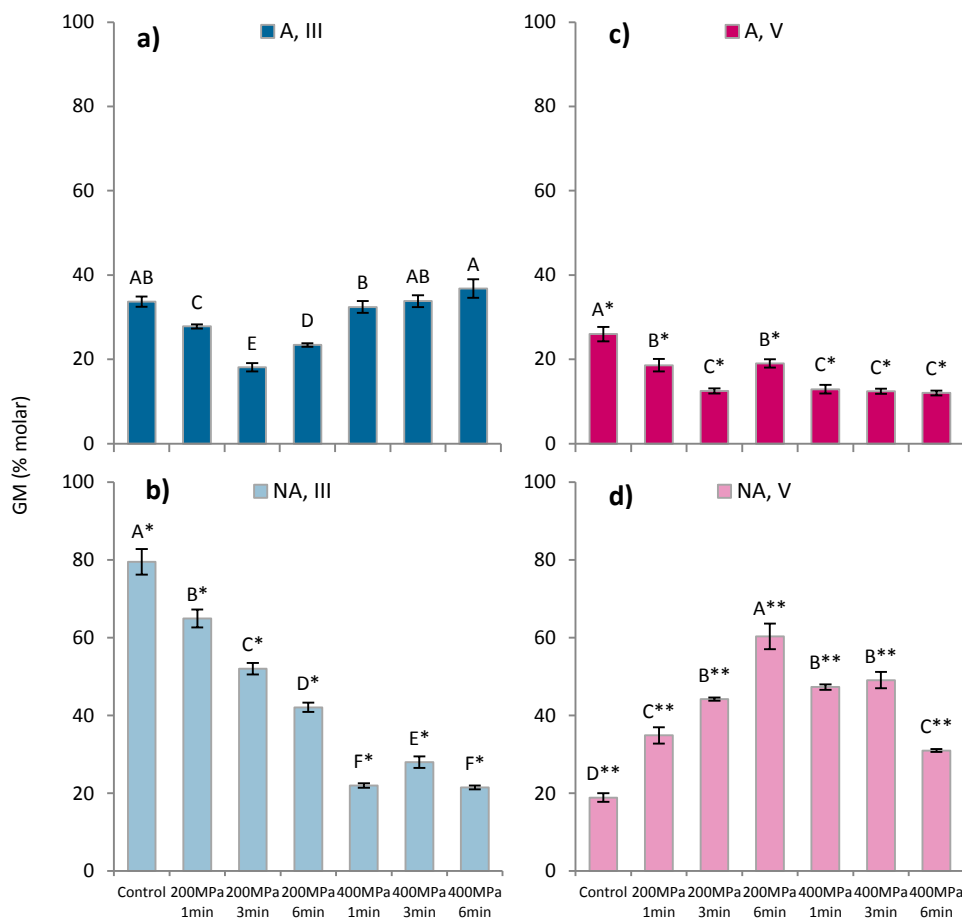 GM (% molar)
a)
A, III
100
80
60
40
20
0
AB
C
E
D
B
AB
A
c)
A, V
100
80
60
40
20
0
A*
B*
C*
B*
C*
C*
C*
b)
NA, III
100
80
60
40
20
0
A*
B*
C*
D*
F*
E*
F*
Control 200MPa 200MPa 200MPa 400MPa 400MPa 400MPa
1min 3min 6min 1min 3min 6min
d)
NA, V
100
80
60
40
20
0
D**
C**
B**
A**
B**
B**
C**
Control 200MPa 200MPa 200MPa 400MPa 400MPa 400MPa
1min 3min 6min 1min 3min 6min